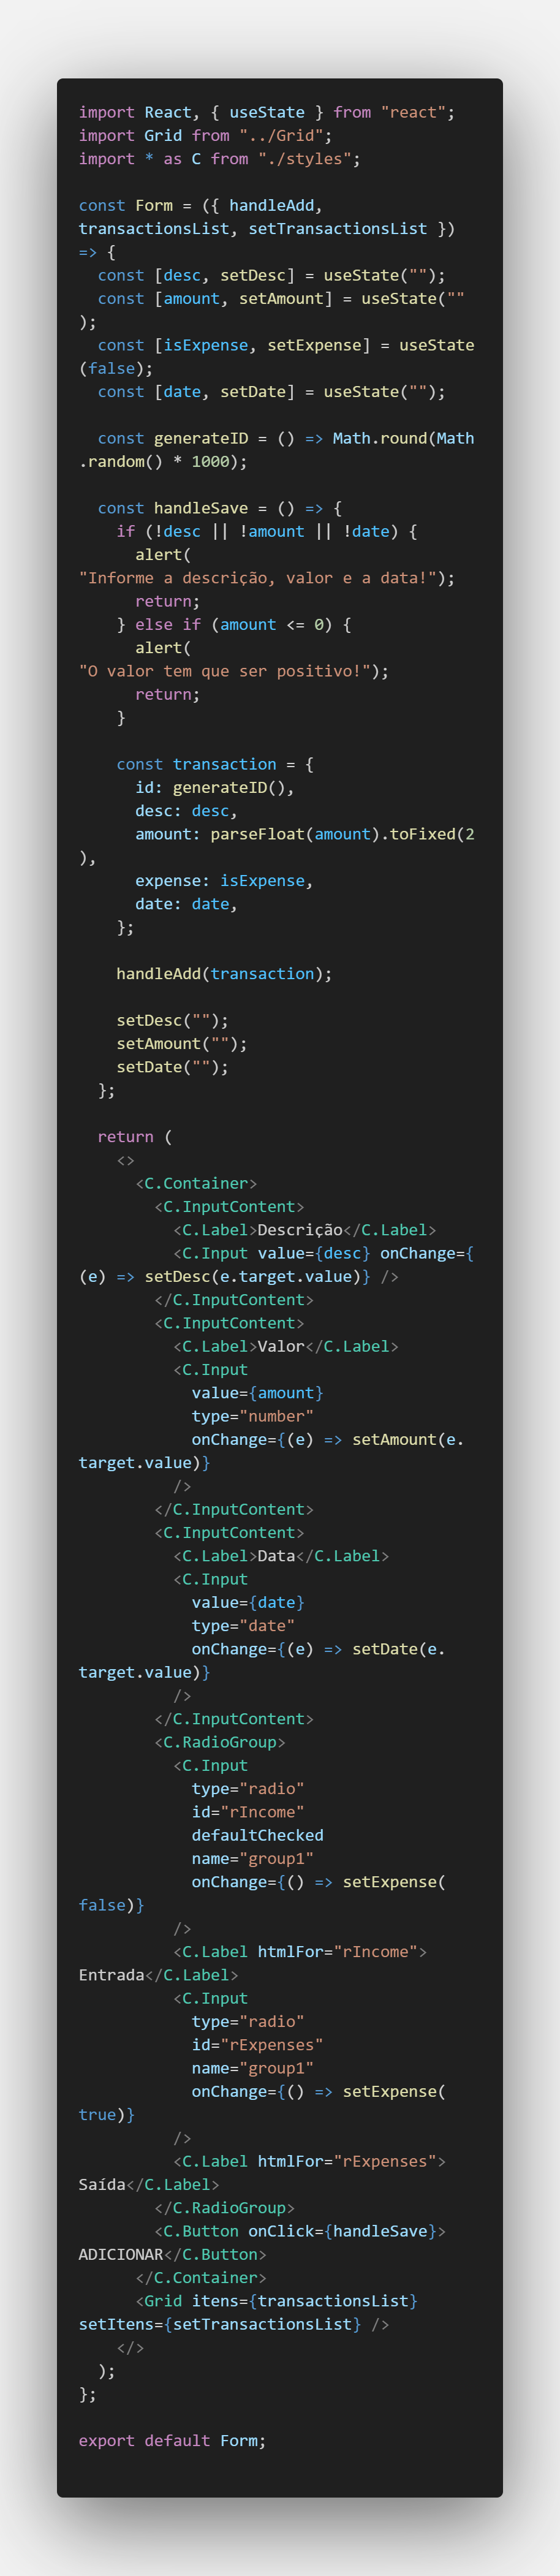 import React, { useState } from "react";
import Grid from "../Grid";
import * as C from "./styles";

const Form = ({ handleAdd,
transactionsList, setTransactionsList })
=> {
  const [desc, setDesc] = useState("");
  const [amount, setAmount] = useState(""
);
  const [isExpense, setExpense] = useState
(false);
  const [date, setDate] = useState("");

  const generateID = () => Math.round(Math
.random() * 1000);

  const handleSave = () => {
    if (!desc || !amount || !date) {
      alert(
"Informe a descrição, valor e a data!");
      return;
    } else if (amount <= 0) {
      alert(
"O valor tem que ser positivo!");
      return;
    }

    const transaction = {
      id: generateID(),
      desc: desc,
      amount: parseFloat(amount).toFixed(2
),
      expense: isExpense,
      date: date,
    };

    handleAdd(transaction);

    setDesc("");
    setAmount("");
    setDate("");
  };

  return (
    <>
      <C.Container>
        <C.InputContent>
          <C.Label>Descrição</C.Label>
          <C.Input value={desc} onChange={
(e) => setDesc(e.target.value)} />
        </C.InputContent>
        <C.InputContent>
          <C.Label>Valor</C.Label>
          <C.Input
            value={amount}
            type="number"
            onChange={(e) => setAmount(e.
target.value)}
          />
        </C.InputContent>
        <C.InputContent>
          <C.Label>Data</C.Label>
          <C.Input
            value={date}
            type="date"
            onChange={(e) => setDate(e.
target.value)}
          />
        </C.InputContent>
        <C.RadioGroup>
          <C.Input
            type="radio"
            id="rIncome"
            defaultChecked
            name="group1"
            onChange={() => setExpense(
false)}
          />
          <C.Label htmlFor="rIncome">
Entrada</C.Label>
          <C.Input
            type="radio"
            id="rExpenses"
            name="group1"
            onChange={() => setExpense(
true)}
          />
          <C.Label htmlFor="rExpenses">
Saída</C.Label>
        </C.RadioGroup>
        <C.Button onClick={handleSave}>
ADICIONAR</C.Button>
      </C.Container>
      <Grid itens={transactionsList}
setItens={setTransactionsList} />
    </>
  );
};

export default Form;